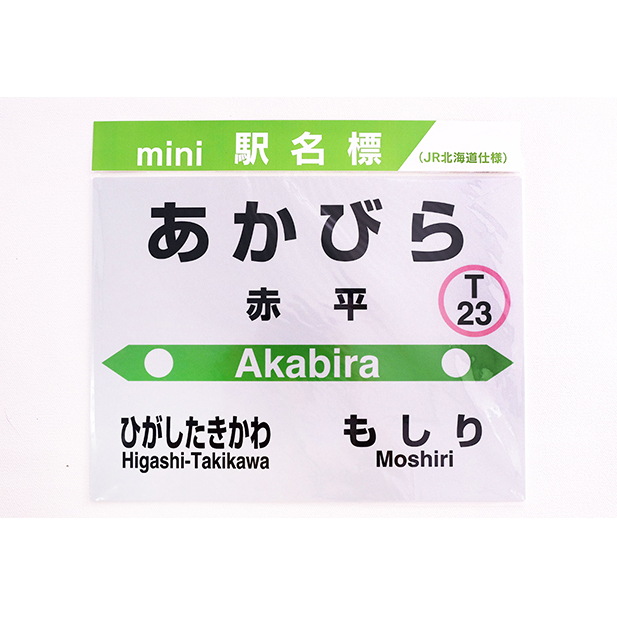 mini 駅名標 (JR北海道仕様)
あかびら
赤平
T
23
Akabira
ひがしたきかわ
Higashi-Takikawa
もしり
Moshiri